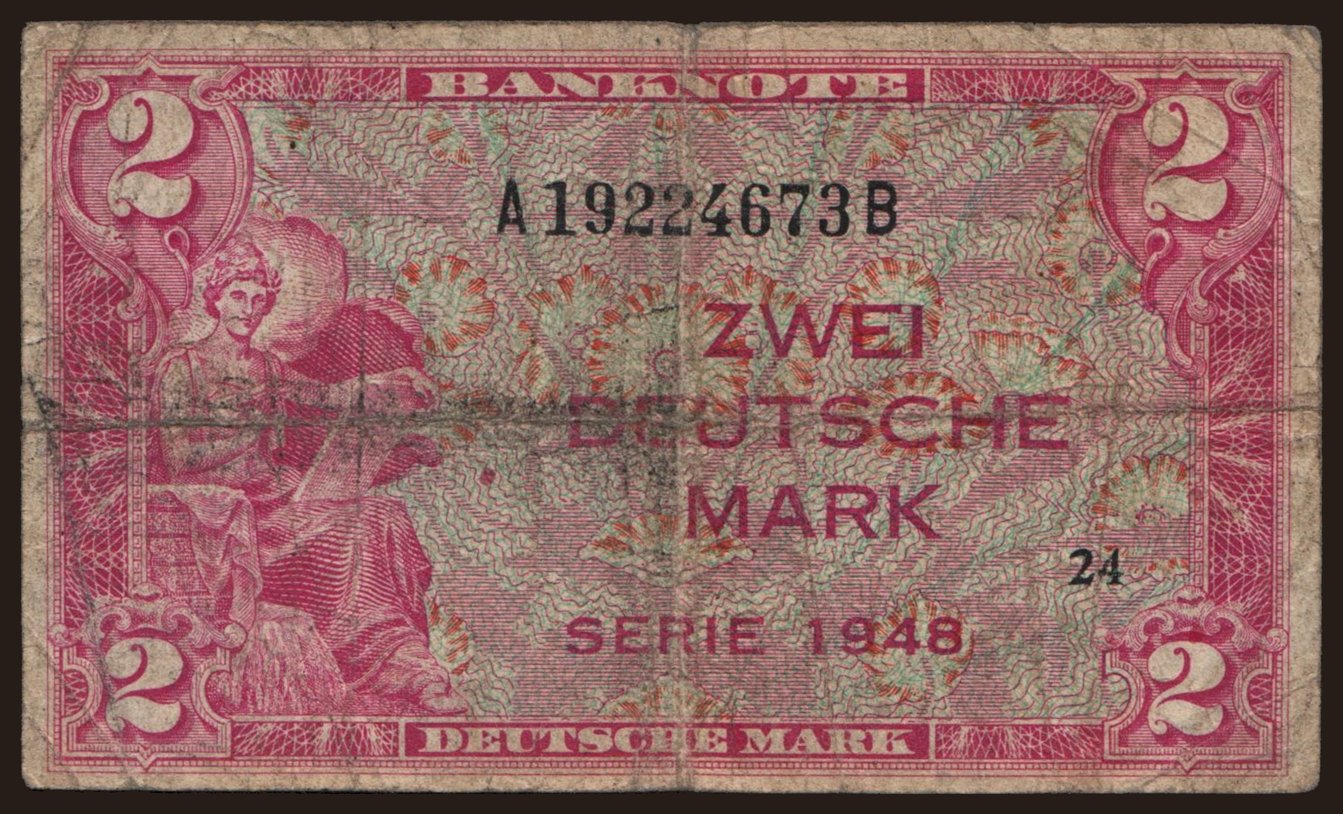 2 BANKNOTE 2
A19224673B
ZWEI
DEUTSCHE
MARK
24
SERIE 1948
2 DEUTSCHE MARK 2